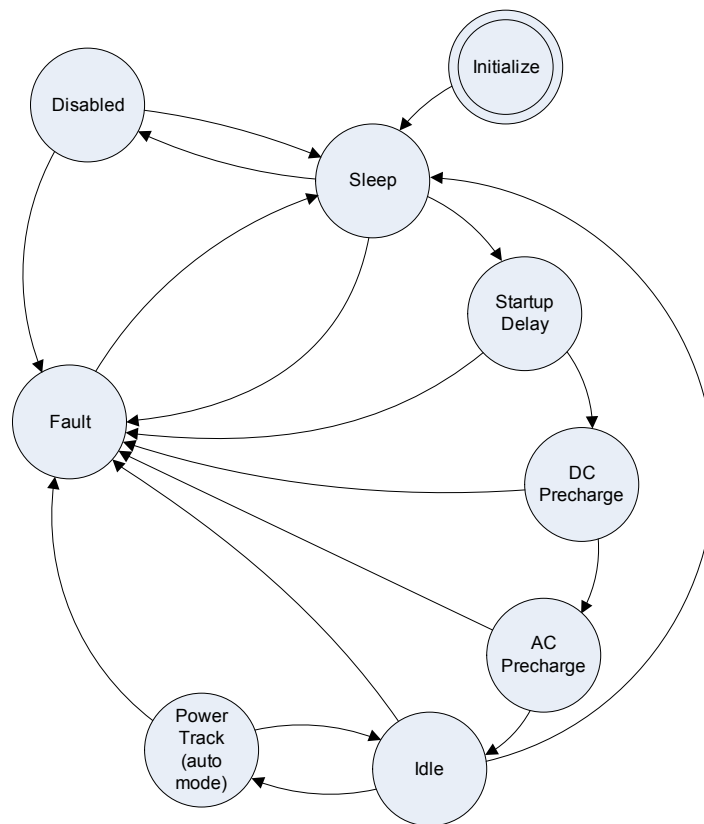 Initialize
Disabled
Sleep
Startup
Delay
Fault
DC
Precharge
AC
Precharge
Power
Track
(auto
mode)
Idle